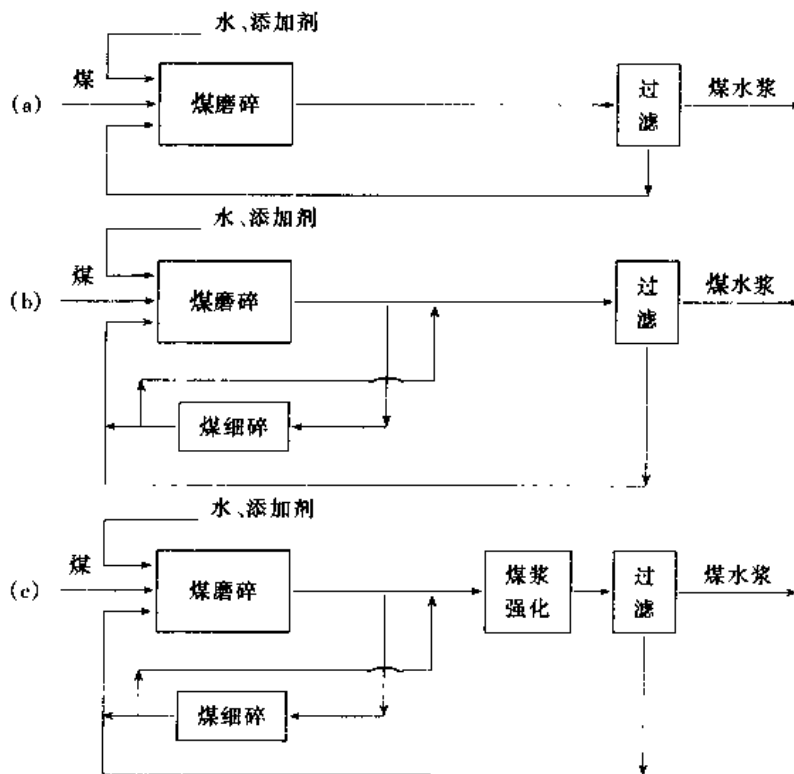 水、添加剂
(a)
煤
煤磨碎
过
滤
煤水浆
水、添加剂
(b)
煤
煤磨碎
过
滤
煤水浆
煤细碎
水、添加剂
(c)
煤
煤磨碎
煤浆
强化
过
滤
煤水浆
煤细碎